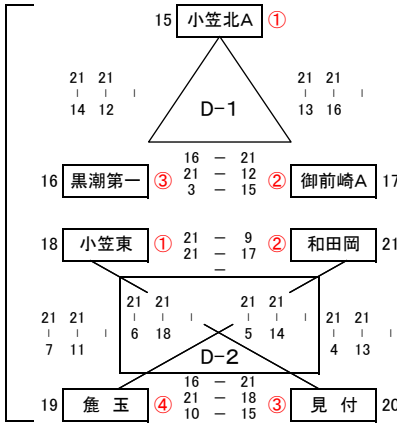 15 小笠北A ①
21 21 21 21
| | | | | |
14 12 13 16
D-1
16 — 21
21 — 12
3 — 15
16 黒潮第一 ③ ② 御前崎A 17
18 小笠東 ① 21 — 9 ② 和田岡 21
21 — 17
—
21 21 21 21
| | | | |
6 18 5 14
21 21 21 21
| | | | | |
7 11 4 13
D-2
16 — 21
21 — 18
10 — 15
19 麁玉 ④ ③ 見付 20